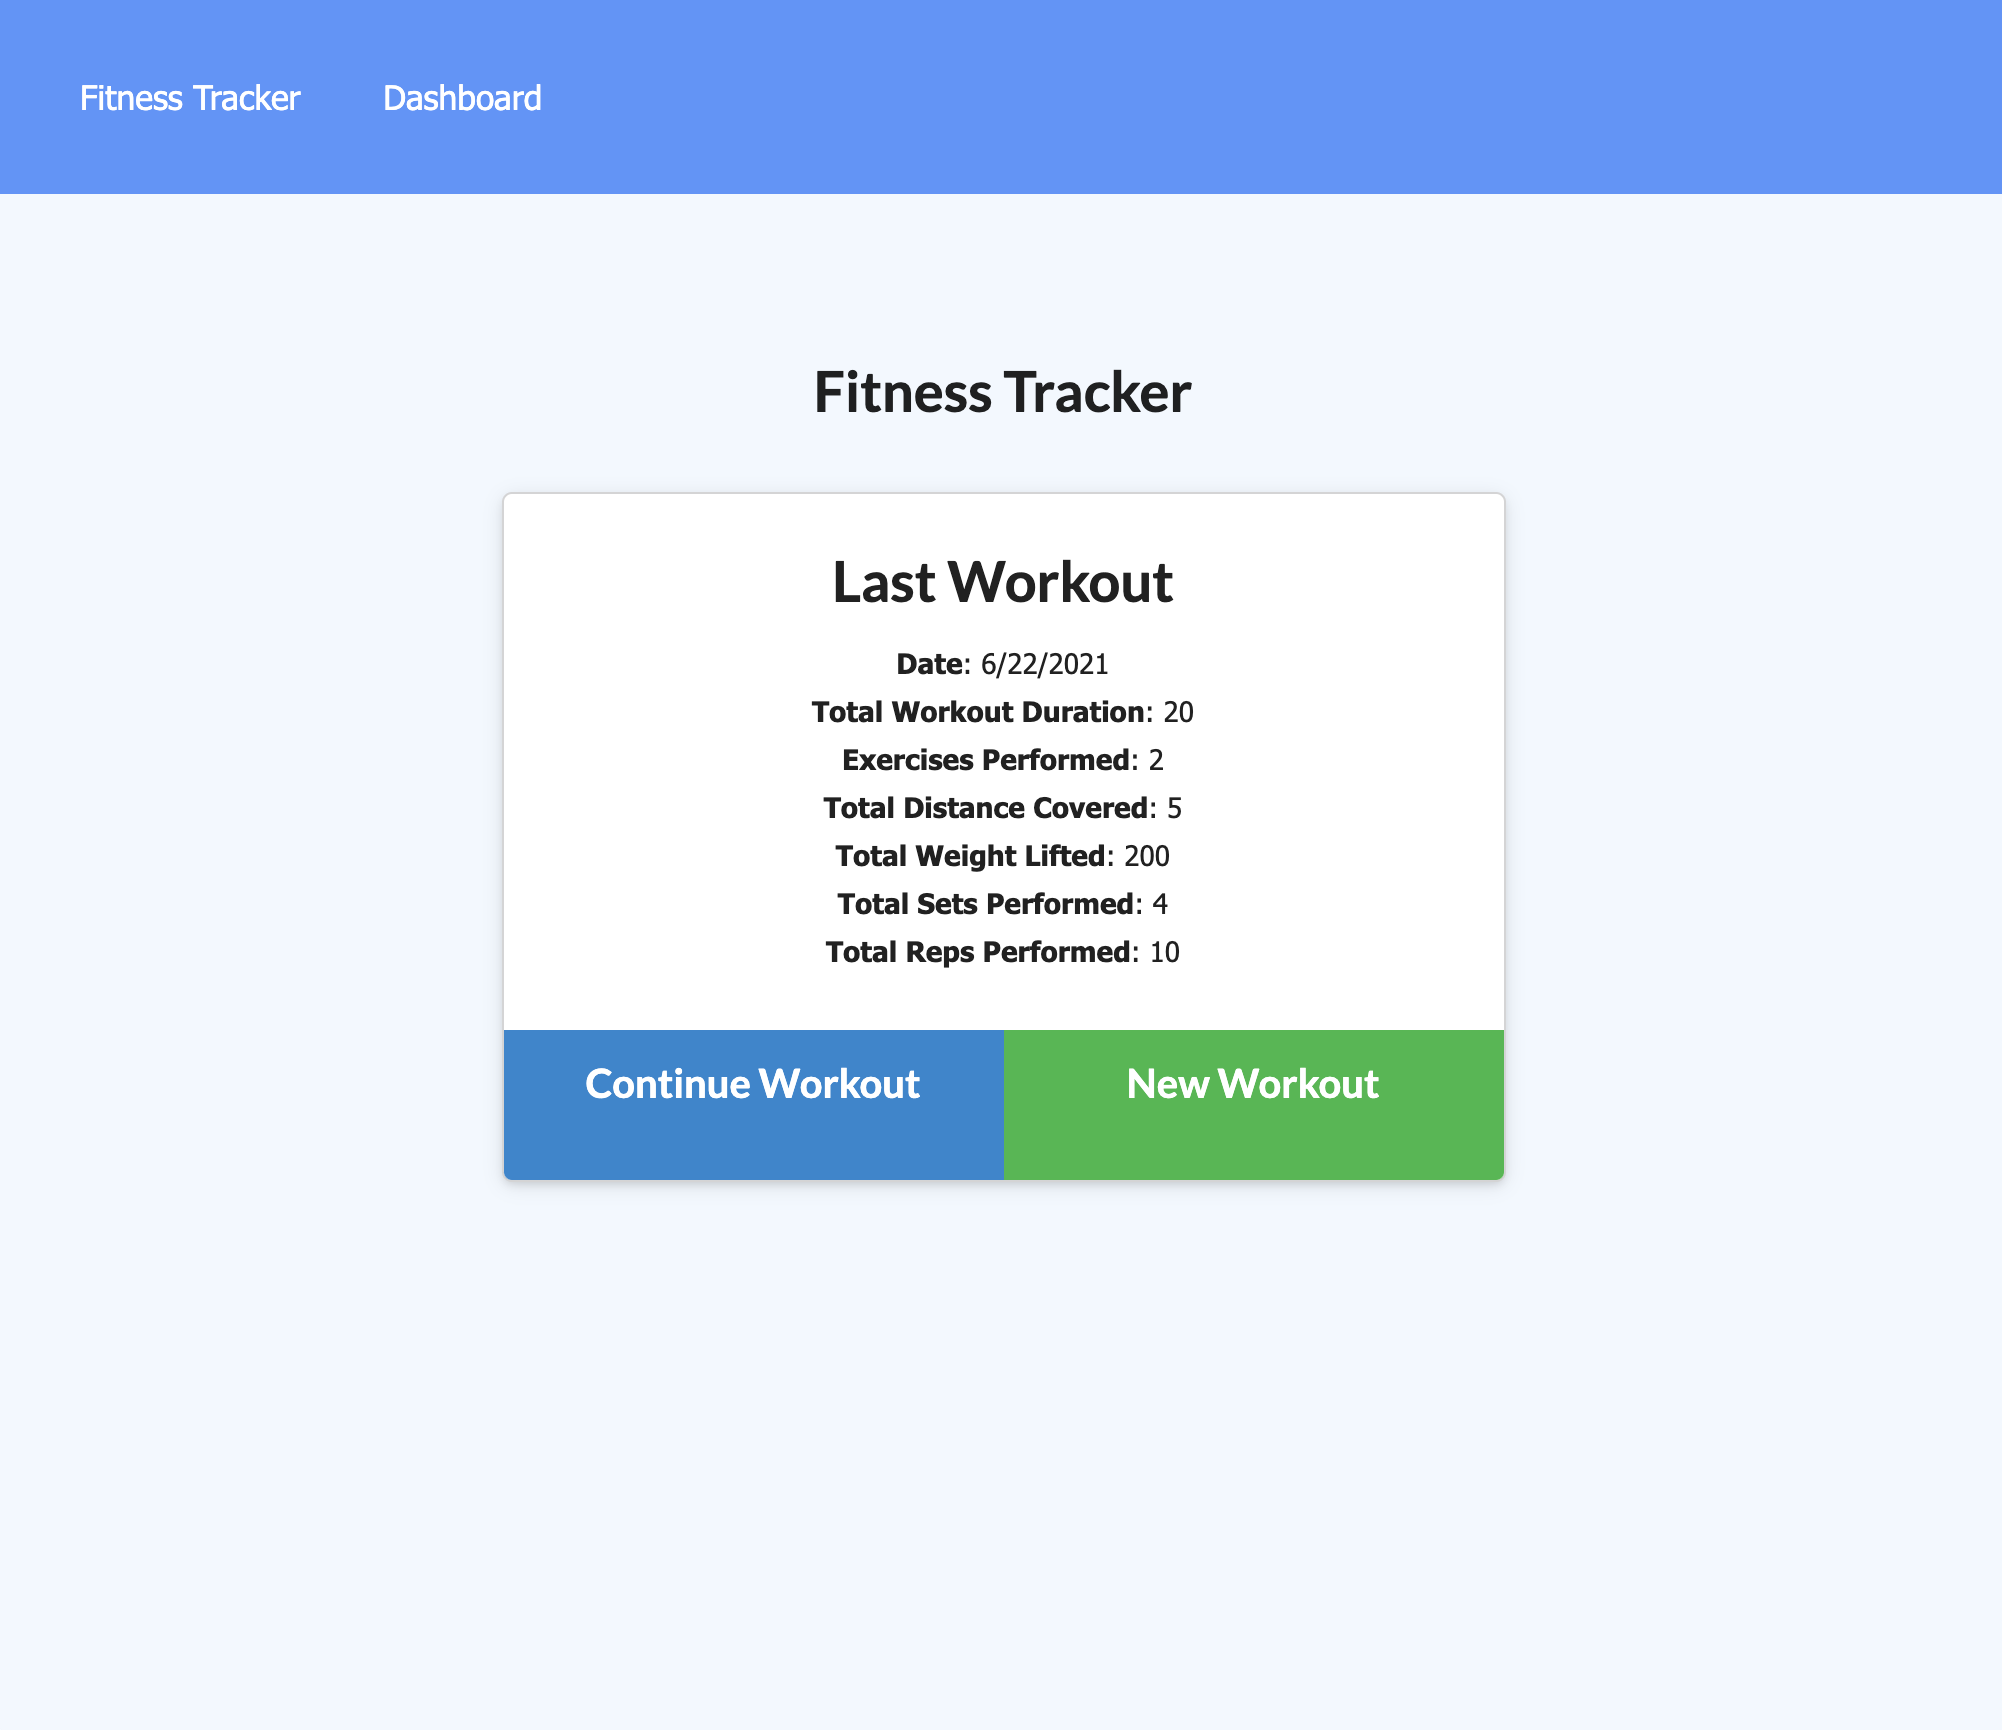 Fitness Tracker Dashboard
Fitness Tracker
Last Workout
Date: 6/22/2021
Total Workout Duration: 20
Exercises Performed: 2
Total Distance Covered: 5
Total Weight Lifted: 200
Total Sets Performed: 4
Total Reps Performed: 10
Continue Workout New Workout